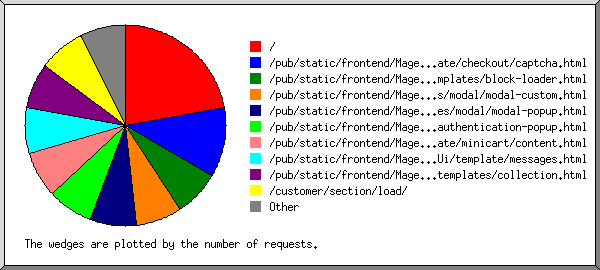 /
/pub/static/frontend/Mage...ate/checkout/captcha.html
/pub/static/frontend/Mage...mplates/block-loader.html
/pub/static/frontend/Mage...s/modal/modal-custom.html
/pub/static/frontend/Mage...es/modal/modal-popup.html
/pub/static/frontend/Mage...authentication-popup.html
/pub/static/frontend/Mage...ate/minicart/content.html
/pub/static/frontend/Mage...Ui/template/messages.html
/pub/static/frontend/Mage...templates/collection.html
/customer/section/load/
Other
The wedges are plotted by the number of requests.